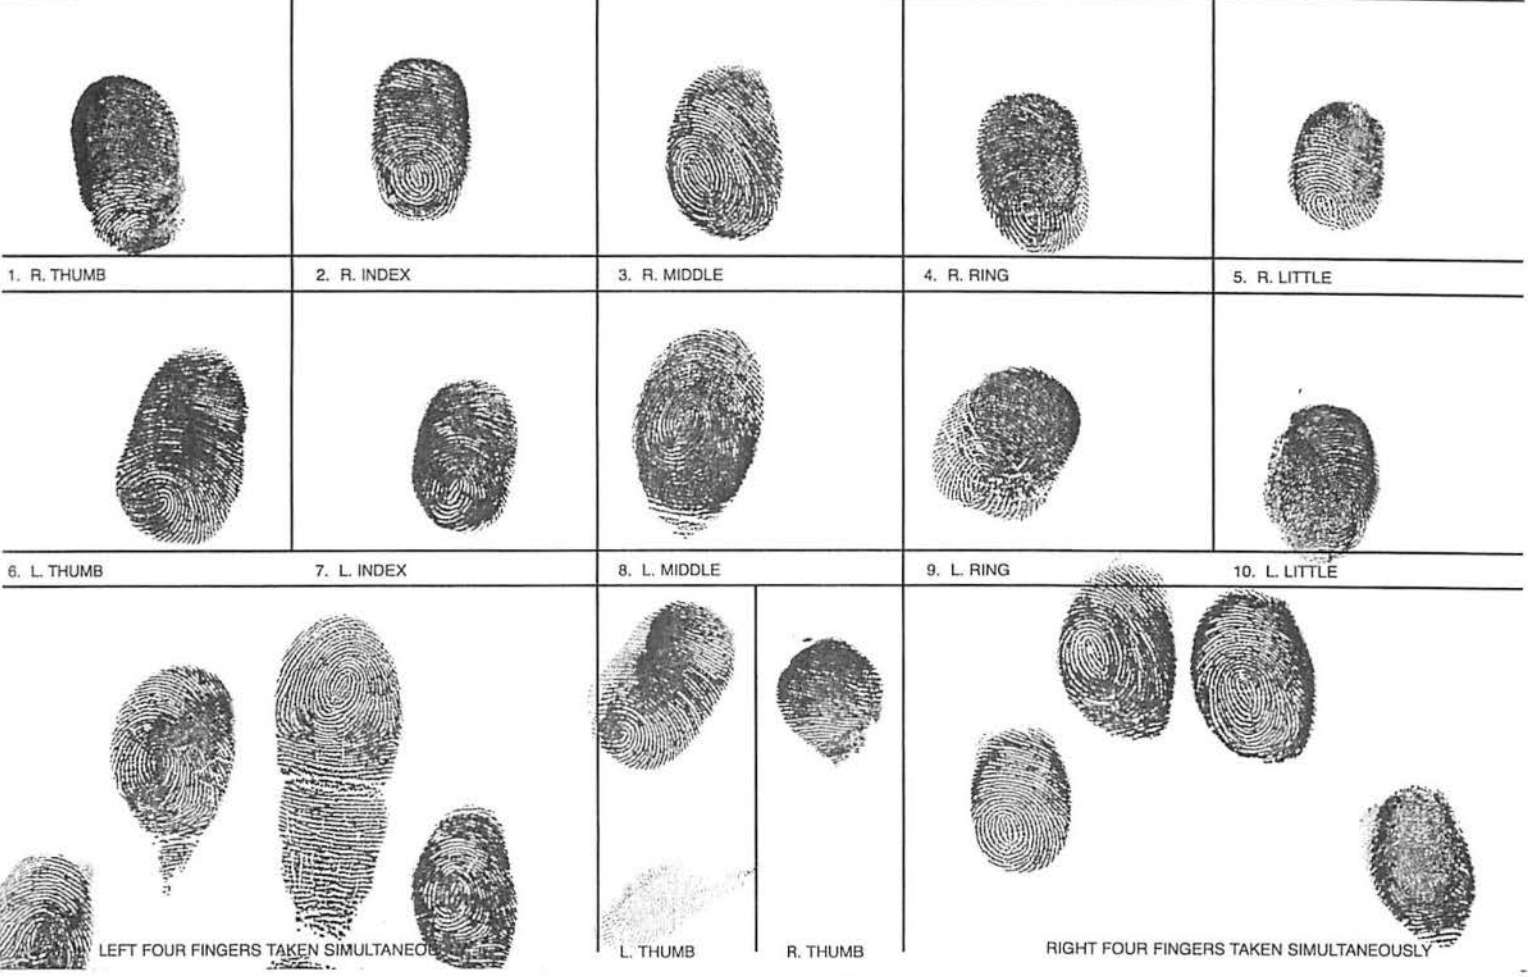 1. R. THUMB
2. R. INDEX
3. R. MIDDLE
4. R. RING
5. R. LITTLE
6. L. THUMB
7. L. INDEX
8. L. MIDDLE
9. L. RING
10. L. LITTLE
LEFT FOUR FINGERS TAKEN
L. THUMB
R. THUMB
RIGHT FOUR FINGERS TAKEN SIMULTANEOUSLY